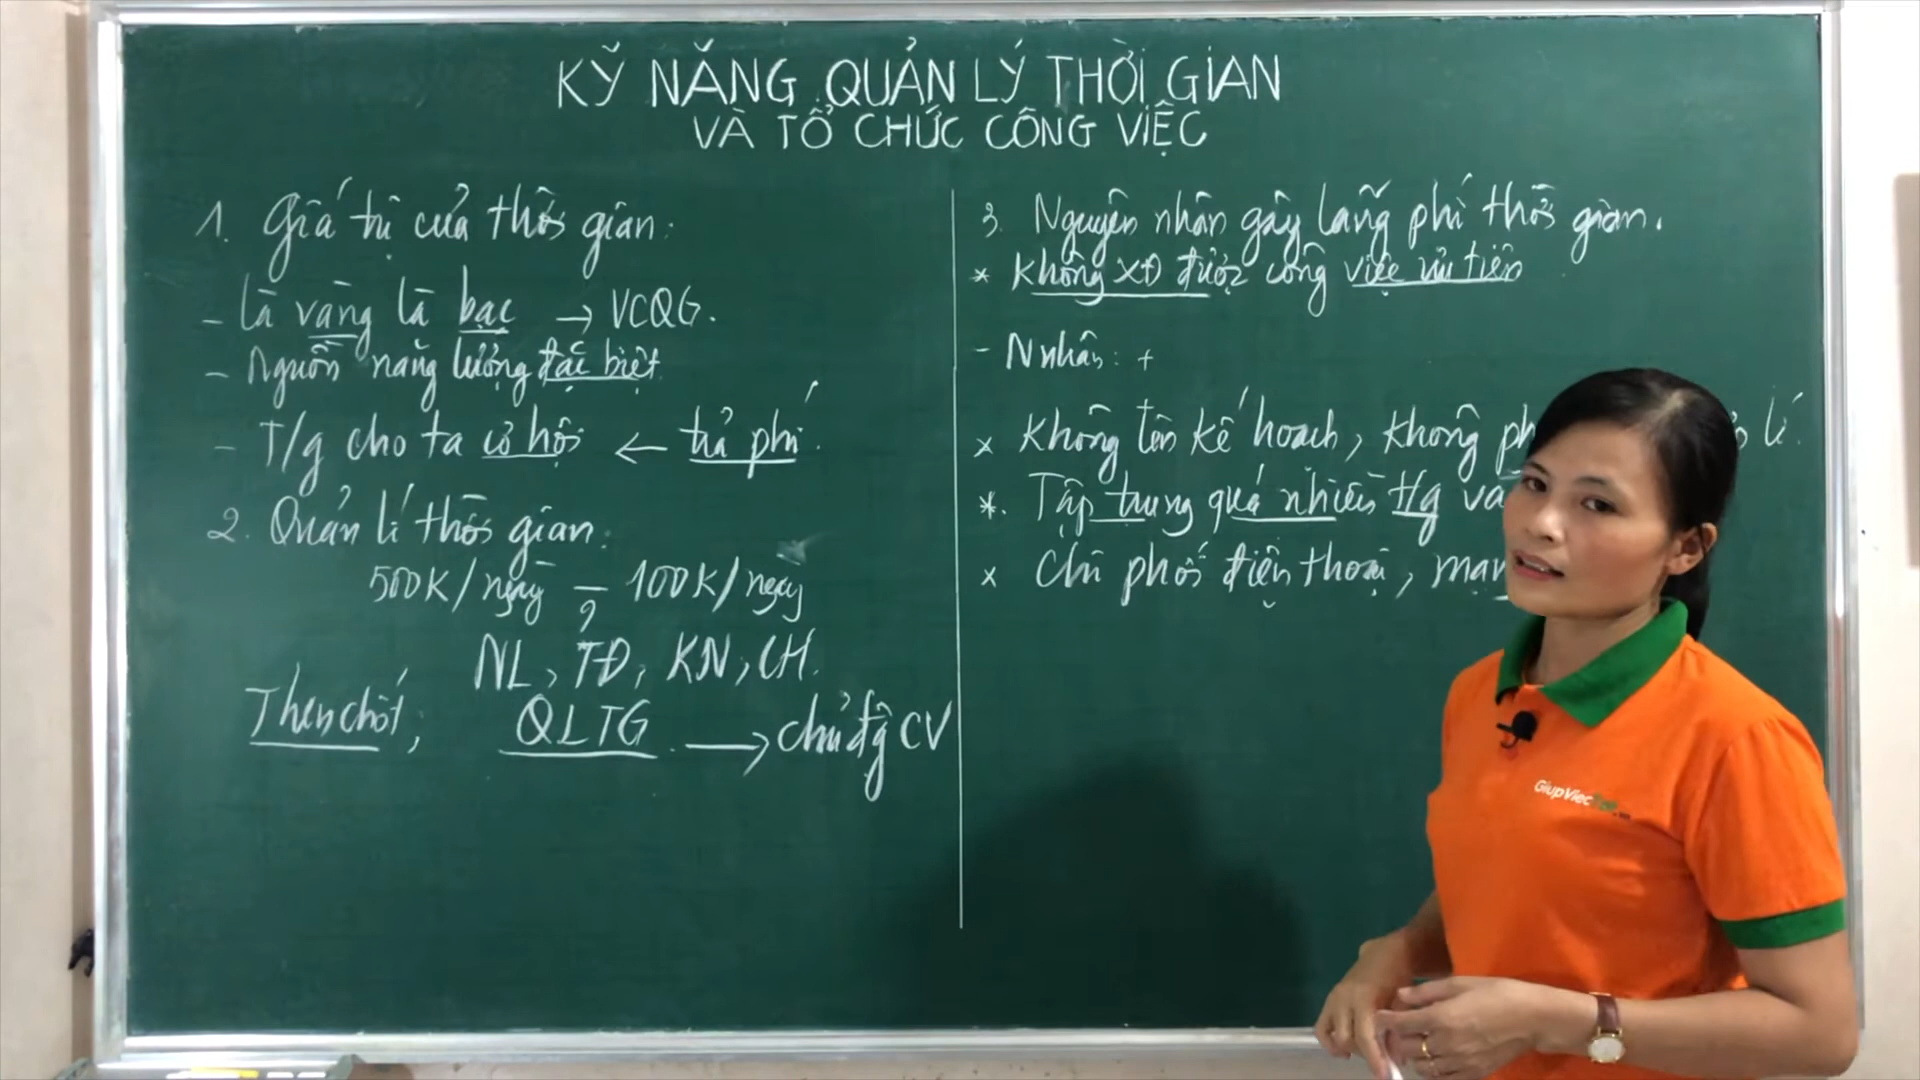 KỸ NĂNG QUẢN LÝ THỜI GIAN
VÀ TỔ CHỨC CÔNG VIỆC
1. Giá trị của thời gian:
- là vàng là bạc → VCQG.
- Nguồn năng lượng đặc biệt
- T/g cho ta cơ hội ← trả phí.
2. Quản lí thời gian:
500K/ngày - 100K/ngày
?
NL, TĐ, KN, CH.
Then chốt; QLTG → chủ độg CV
3. Nguyên nhân gây lãng phí thời gian.
* Không XĐ được công việc ưu tiên
- N nhân: +
* Không lên kế hoạch, không lí.
*. Tập trung quá nhiều t/g và
* Chi phối điện thoại,
GiupViec